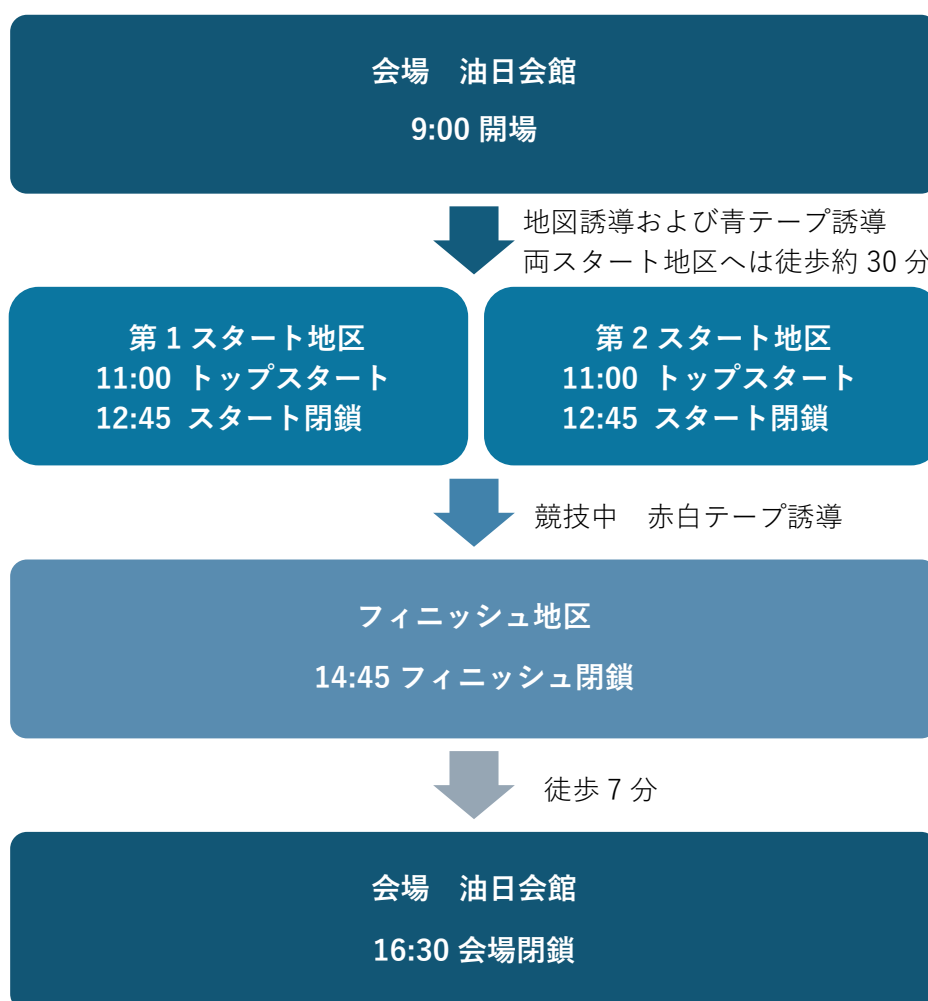 会場　油日会館
9:00 開場
地図誘導および青テープ誘導
両スタート地区へは徒歩約 30 分
第 1 スタート地区
11:00 トップスタート
12:45 スタート閉鎖
第 2 スタート地区
11:00 トップスタート
12:45 スタート閉鎖
競技中　赤白テープ誘導
フィニッシュ地区
14:45 フィニッシュ閉鎖
徒歩 7 分
会場　油日会館
16:30 会場閉鎖